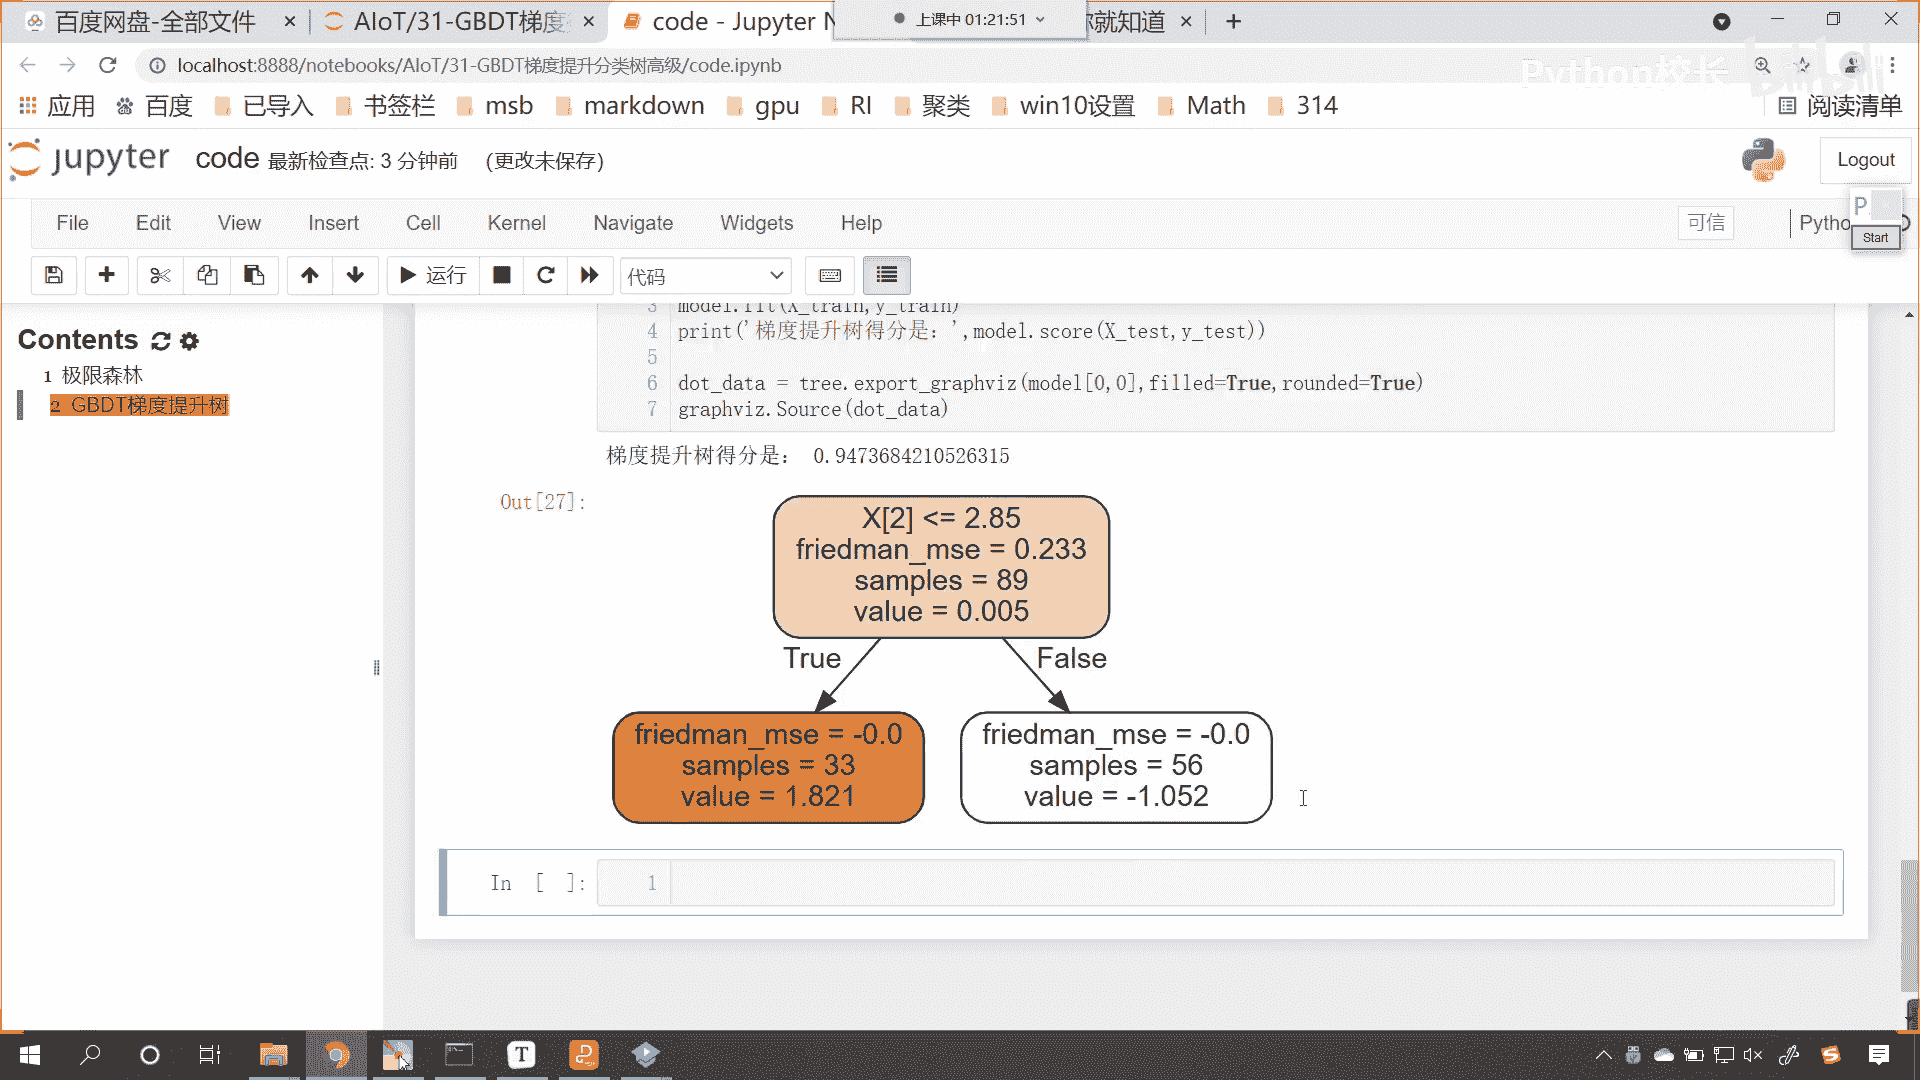 百度网盘-全部文件
AIoT/31-GBDT梯度
code - Jupyter N
上课中 01:21:51
就知道
localhost:8888/notebooks/AIoT/31-GBDT梯度提升分类树高级/code.ipynb
Python校长
bilibili
应用 百度 已导入 书签栏 msb markdown gpu RI 聚类 win10设置 Math 314 阅读清单
jupyter code 最新检查点: 3 分钟前 (更改未保存)
Logout
File Edit View Insert Cell Kernel Navigate Widgets Help
可信
Pytho
P
Start
运行
代码
Contents
1 极限森林
2 GBDT梯度提升树
3 model.fit(X_train,y_train)
4 print('梯度提升树得分是：',model.score(X_test,y_test))
5
6 dot_data = tree.export_graphviz(model[0,0],filled=True,rounded=True)
7 graphviz.Source(dot_data)
梯度提升树得分是： 0.9473684210526315
Out[27]:
X[2] <= 2.85
friedman_mse = 0.233
samples = 89
value = 0.005
True
False
friedman_mse = -0.0
samples = 33
value = 1.821
friedman_mse = -0.0
samples = 56
value = -1.052
In [ ]:
1